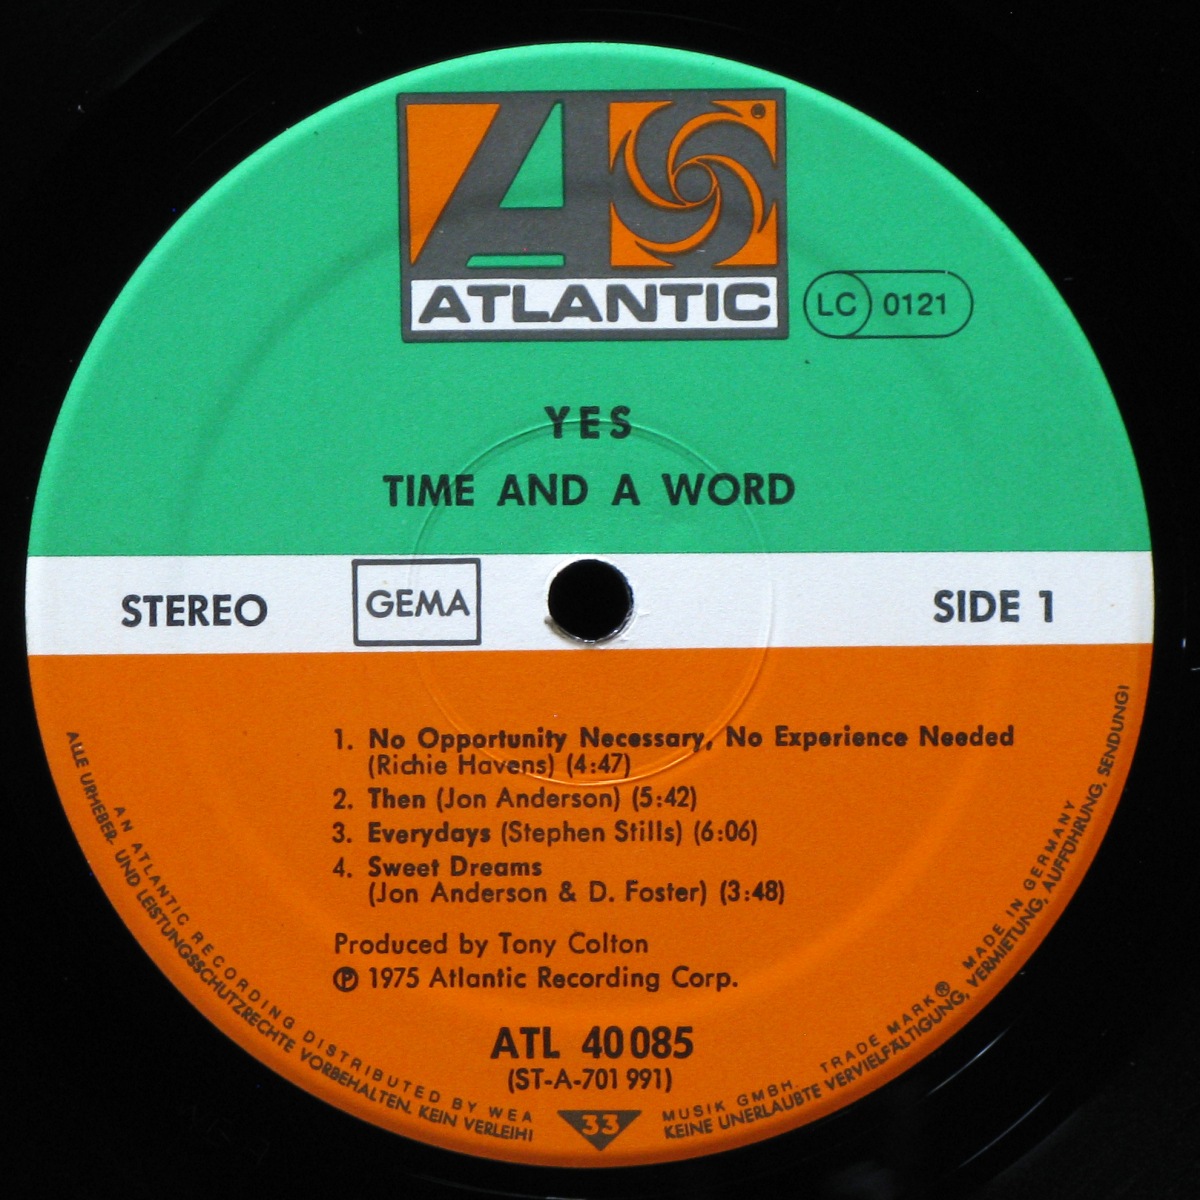 ATLANTIC
LC 0121
YES
TIME AND A WORD
STEREO
GEMA
SIDE 1
1. No Opportunity Necessary, No Experience Needed
(Richie Havens) (4:47)
2. Then (Jon Anderson) (5:42)
3. Everydays (Stephen Stills) (6:06)
4. Sweet Dreams
(Jon Anderson & D. Foster) (3:48)
Produced by Tony Colton
℗ 1975 Atlantic Recording Corp.
ATL 40 085
(ST-A-701 991)
33
AN ATLANTIC RECORDING DISTRIBUTED BY WEA MUSIK GMBH. TRADE MARK® MADE IN GERMANY
ALLE URHEBER- UND LEISTUNGSSCHUTZRECHTE VORBEHALTEN. KEIN VERLEIH! KEINE UNERLAUBTE VERVIELFÄLTIGUNG, VERMIETUNG, AUFFÜHRUNG, SENDUNG!